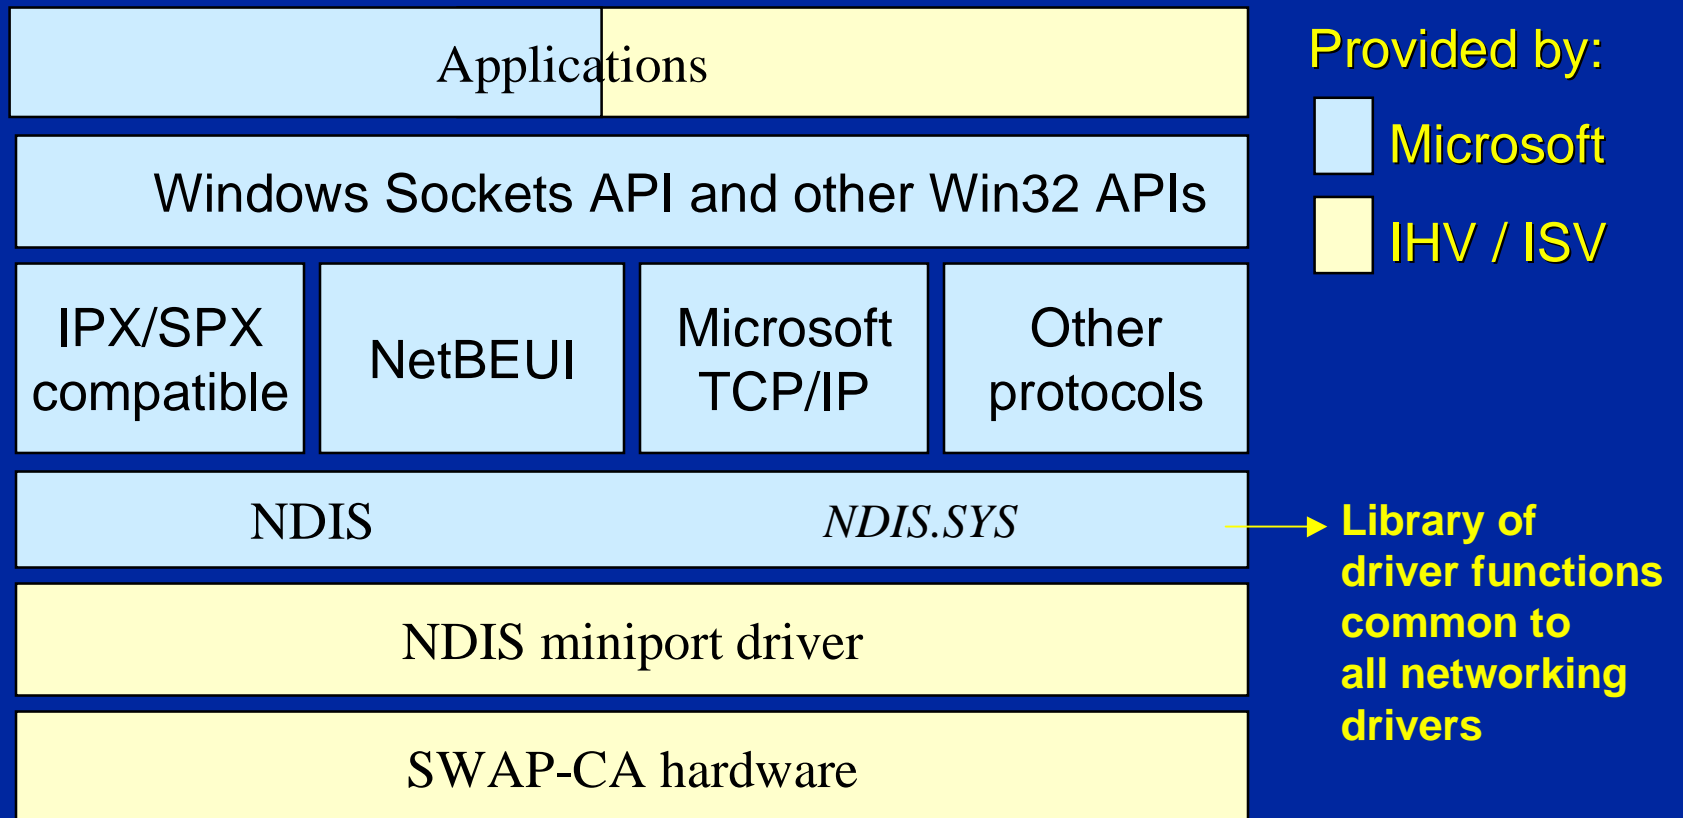 Applications
Windows Sockets API and other Win32 APIs
IPX/SPX
compatible
NetBEUI
Microsoft
TCP/IP
Other
protocols
NDIS
NDIS.SYS
NDIS miniport driver
SWAP-CA hardware
Provided by:
Microsoft
IHV / ISV
Library of
driver functions
common to
all networking
drivers